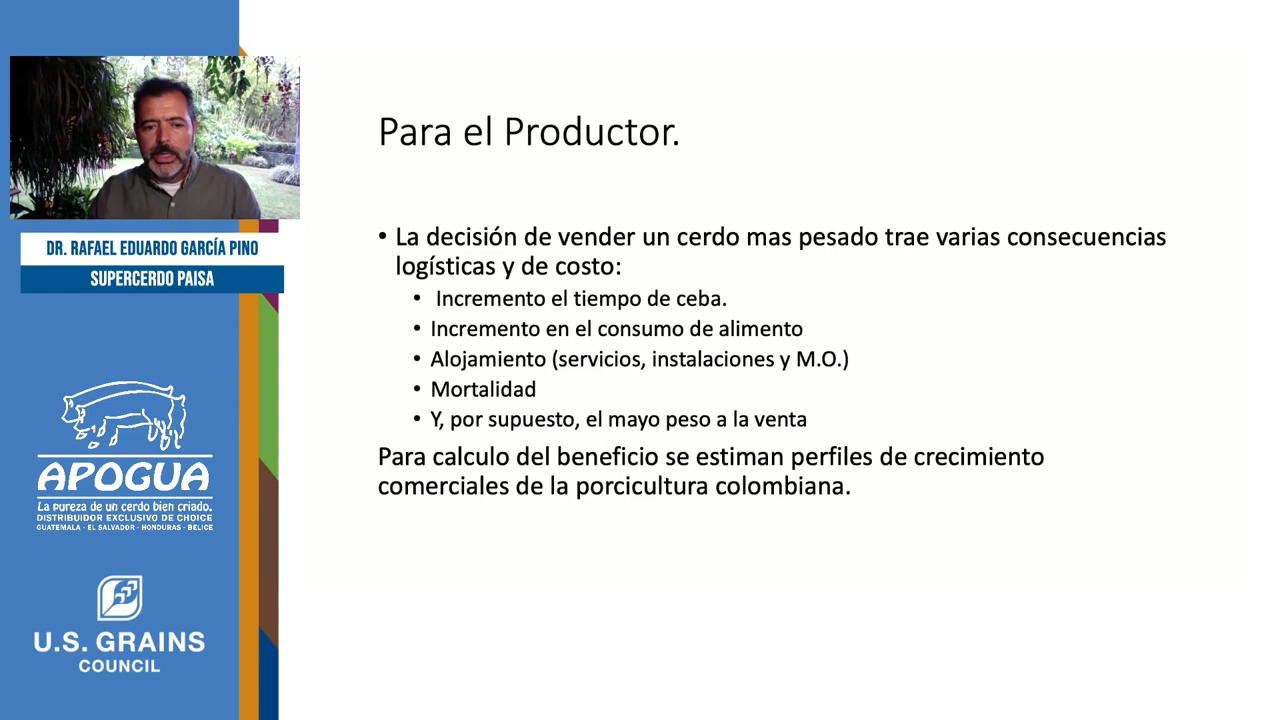 DR. RAFAEL EDUARDO GARCÍA PINO
SUPERCERDO PAISA
APOGUA
La pureza de un cerdo bien criado.
DISTRIBUIDOR EXCLUSIVO DE CHOICE
GUATEMALA - EL SALVADOR - HONDURAS - BELICE
U.S. GRAINS
COUNCIL
Para el Productor.
• La decisión de vender un cerdo mas pesado trae varias consecuencias
logísticas y de costo:
• Incremento el tiempo de ceba.
• Incremento en el consumo de alimento
• Alojamiento (servicios, instalaciones y M.O.)
• Mortalidad
• Y, por supuesto, el mayo peso a la venta
Para calculo del beneficio se estiman perfiles de crecimiento
comerciales de la porcicultura colombiana.